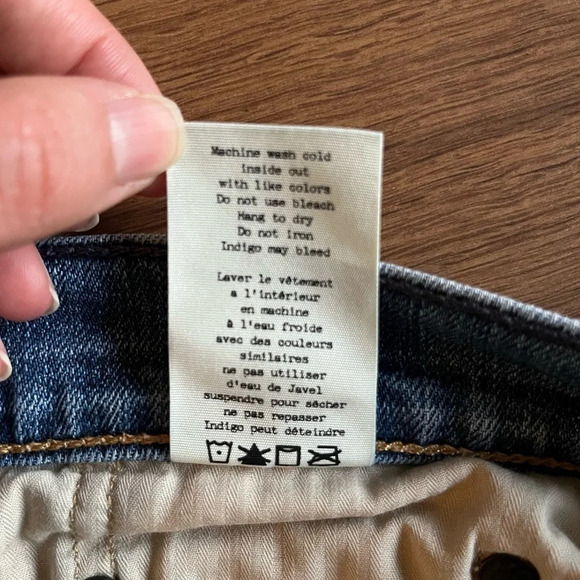 Machine wash cold
inside out
with like colors
Do not use bleach
Hang to dry
Do not iron
Indigo may bleed
Laver le vêtement
a l'intérieur
en machine
à l'eau froide
avec des couleurs
similaires
ne pas utiliser
d'eau de Javel
suspendre pour sécher
ne pas repasser
Indigo peut déteindre